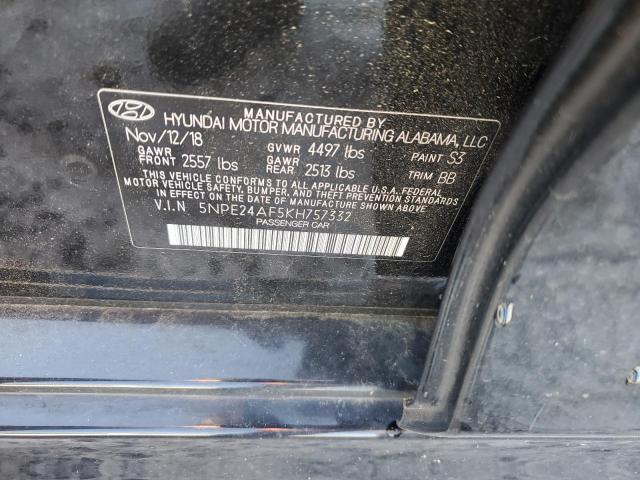 MANUFACTURED BY
HYUNDAI MOTOR MANUFACTURING ALABAMA, LLC
Nov/12/18 GVWR 4497 lbs PAINT S3
GAWR FRONT 2557 lbs GAWR REAR 2513 lbs TRIM BB
THIS VEHICLE CONFORMS TO ALL APPLICABLE U.S.A. FEDERAL
MOTOR VEHICLE SAFETY, BUMPER, AND THEFT PREVENTION STANDARDS
IN EFFECT ON THE DATE OF MANUFACTURE SHOWN ABOVE.
V.I.N 5NPE24AF5KH757332
PASSENGER CAR